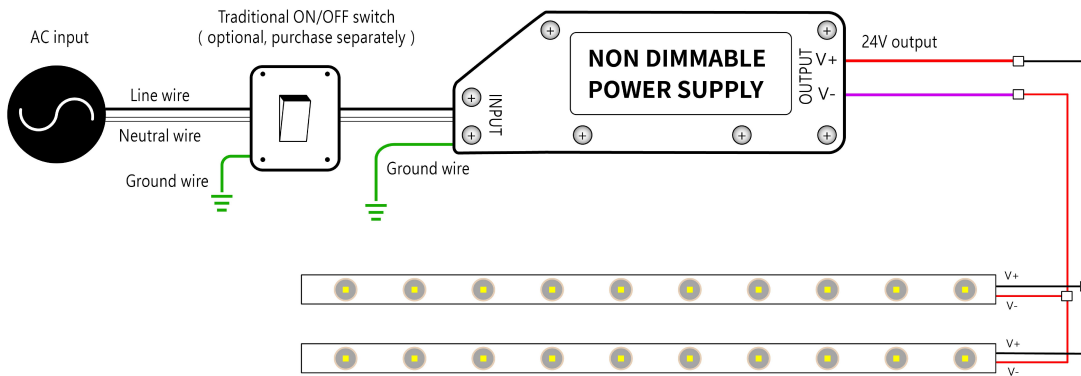 AC input
Traditional ON/OFF switch
( optional, purchase separately )
Line wire
Neutral wire
Ground wire
Ground wire
INPUT
NON DIMMABLE
POWER SUPPLY
OUTPUT
V+
V-
24V output
V+
V-
V+
V-